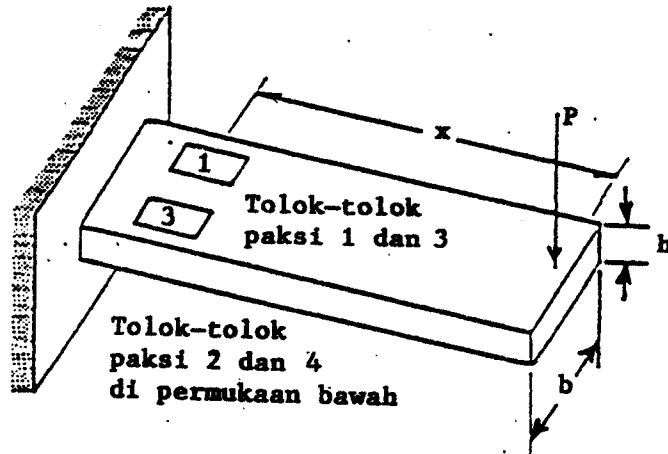 x
P
1
3
Tolok-tolok
paksi 1 dan 3
h
Tolok-tolok
paksi 2 dan 4
di permukaan bawah
b